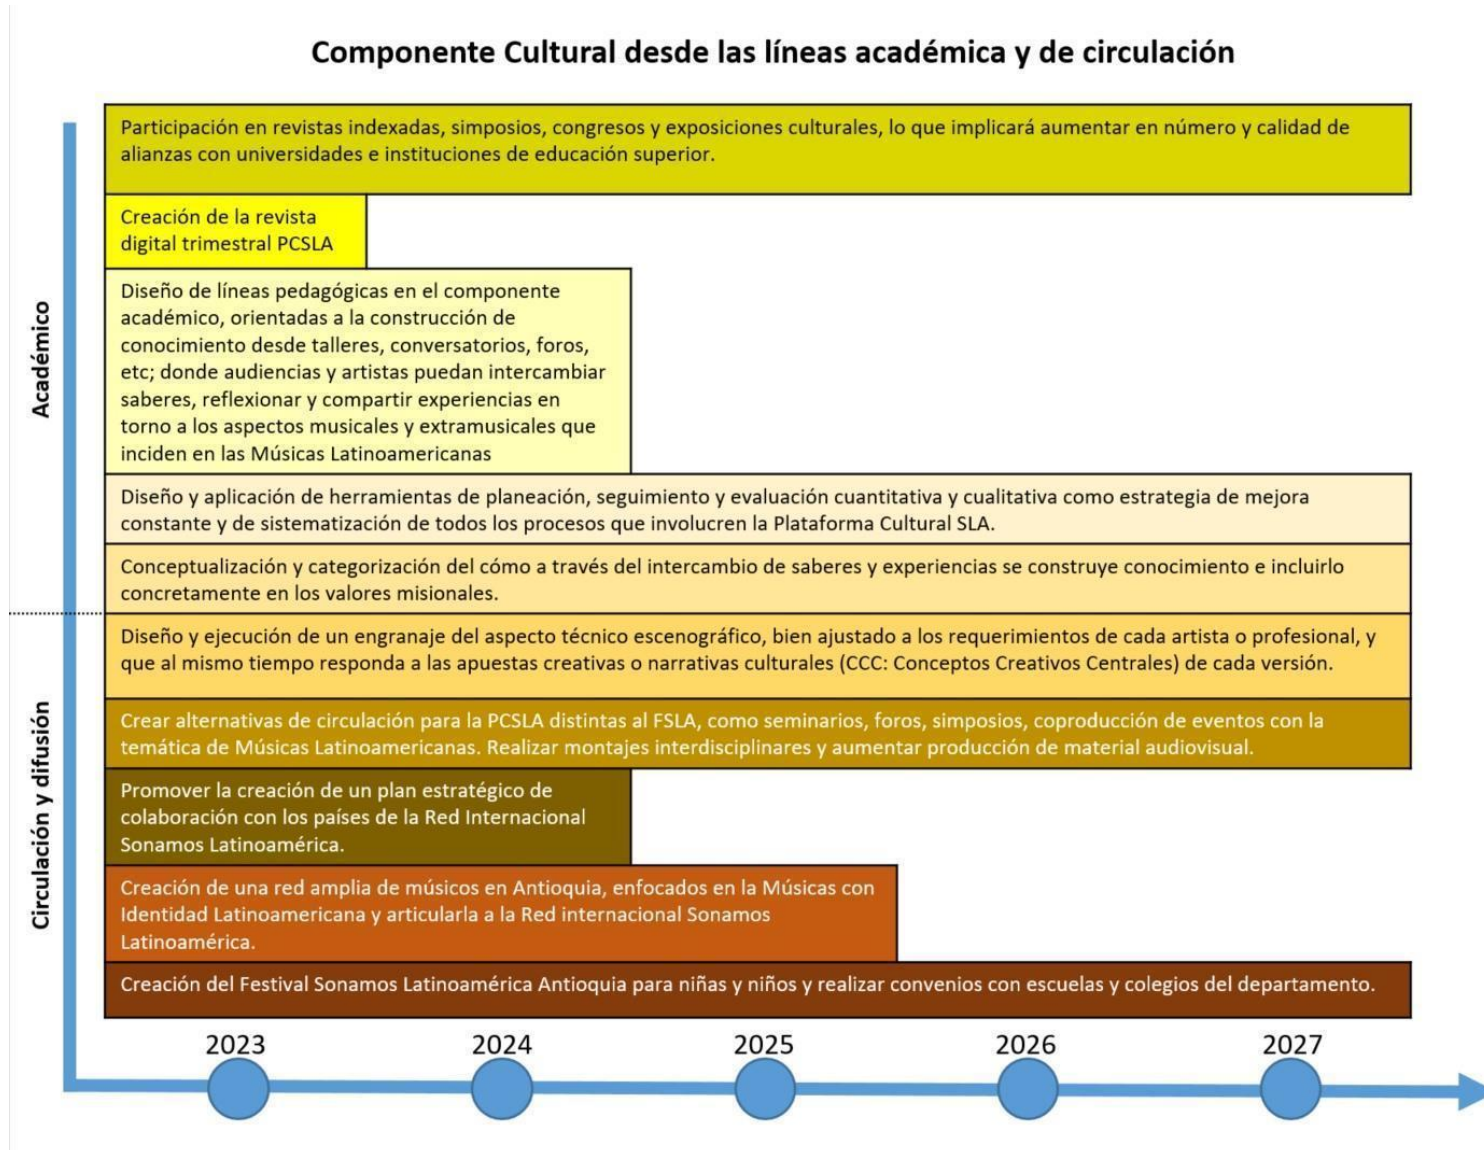 Componente Cultural desde las líneas académica y de circulación
Académico
Participación en revistas indexadas, simposios, congresos y exposiciones culturales, lo que implicará aumentar en número y calidad de
alianzas con universidades e instituciones de educación superior.
Creación de la revista
digital trimestral PCSLA
Diseño de líneas pedagógicas en el componente
académico, orientadas a la construcción de
conocimiento desde talleres, conversatorios, foros,
etc; donde audiencias y artistas puedan intercambiar
saberes, reflexionar y compartir experiencias en
torno a los aspectos musicales y extramusicales que
inciden en las Músicas Latinoamericanas
Diseño y aplicación de herramientas de planeación, seguimiento y evaluación cuantitativa y cualitativa como estrategia de mejora
constante y de sistematización de todos los procesos que involucren la Plataforma Cultural SLA.
Conceptualización y categorización del cómo a través del intercambio de saberes y experiencias se construye conocimiento e incluirlo
concretamente en los valores misionales.
Circulación y difusión
Diseño y ejecución de un engranaje del aspecto técnico escenográfico, bien ajustado a los requerimientos de cada artista o profesional, y
que al mismo tiempo responda a las apuestas creativas o narrativas culturales (CCC: Conceptos Creativos Centrales) de cada versión.
Crear alternativas de circulación para la PCSLA distintas al FSLA, como seminarios, foros, simposios, coproducción de eventos con la
temática de Músicas Latinoamericanas. Realizar montajes interdisciplinares y aumentar producción de material audiovisual.
Promover la creación de un plan estratégico de
colaboración con los países de la Red Internacional
Sonamos Latinoamérica.
Creación de una red amplia de músicos en Antioquia, enfocados en la Músicas con
Identidad Latinoamericana y articularla a la Red internacional Sonamos
Latinoamérica.
Creación del Festival Sonamos Latinoamérica Antioquia para niñas y niños y realizar convenios con escuelas y colegios del departamento.
2023 2024 2025 2026 2027